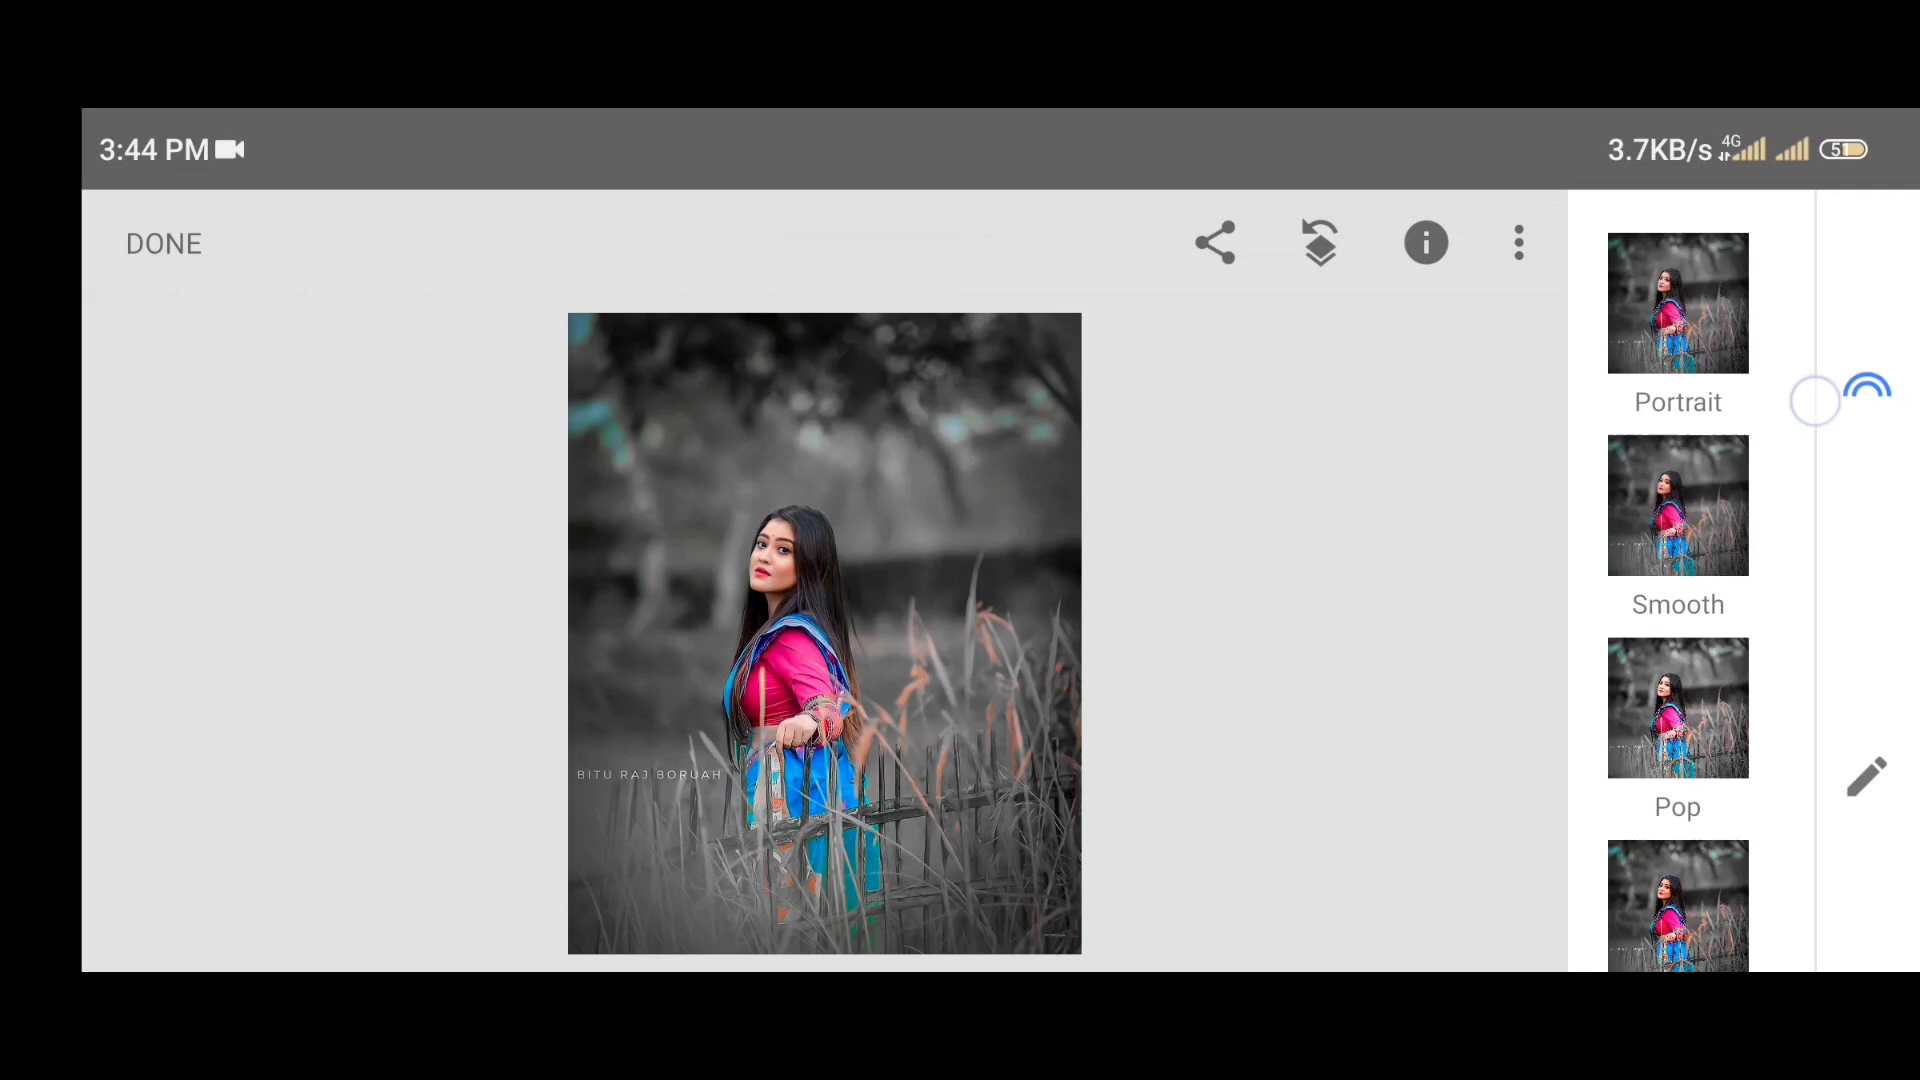 3:44 PM
3.7KB/s 4G 51
DONE
Portrait
Smooth
Pop
BITU RAJ BORUAH